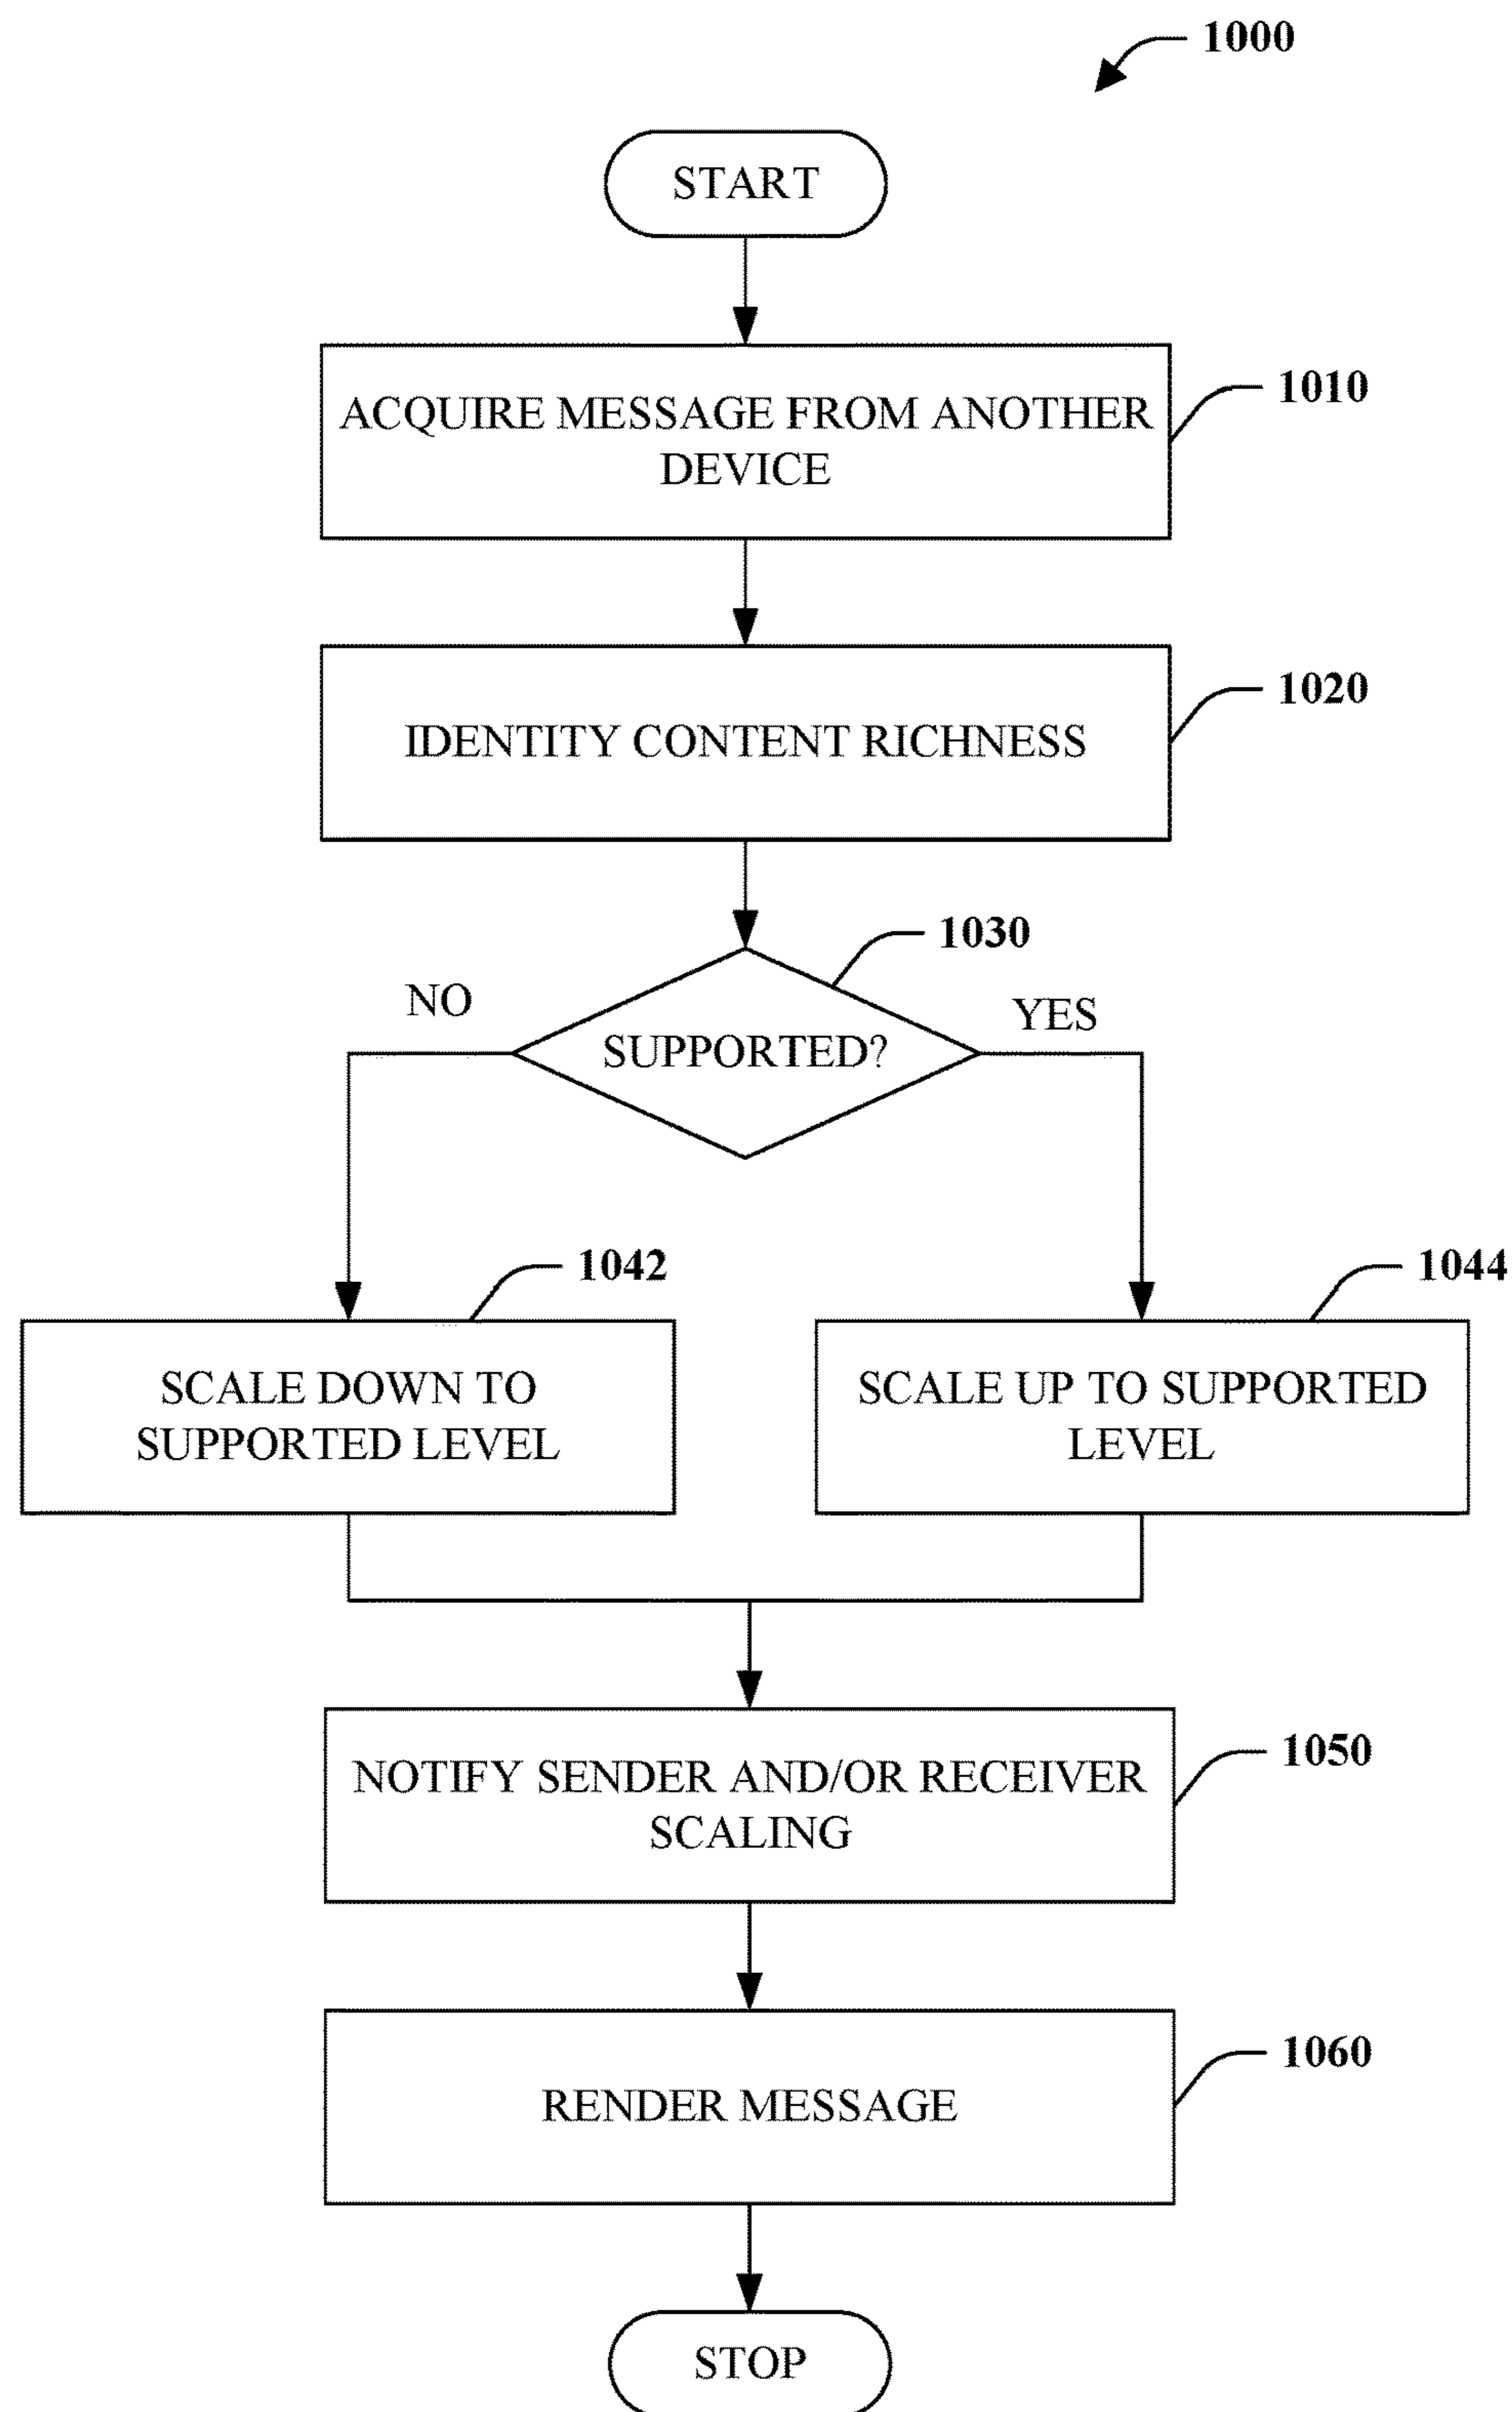 1000
START
ACQUIRE MESSAGE FROM ANOTHER
DEVICE
1010
IDENTITY CONTENT RICHNESS
1020
1030
NO
YES
SUPPORTED?
1042
1044
SCALE DOWN TO
SUPPORTED LEVEL
SCALE UP TO SUPPORTED
LEVEL
NOTIFY SENDER AND/OR RECEIVER
SCALING
1050
RENDER MESSAGE
1060
STOP